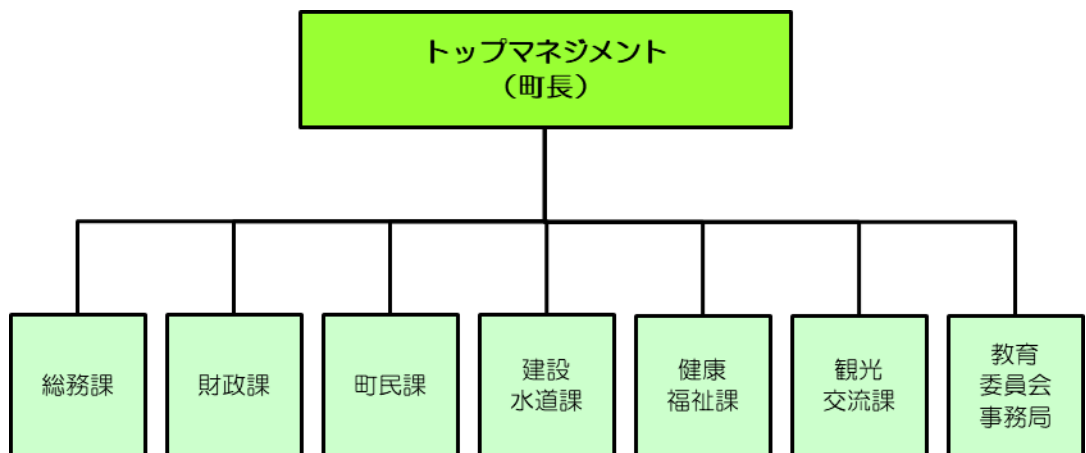 トップマネジメント
（町長）
総務課
財政課
町民課
建設
水道課
健康
福祉課
観光
交流課
教育
委員会
事務局